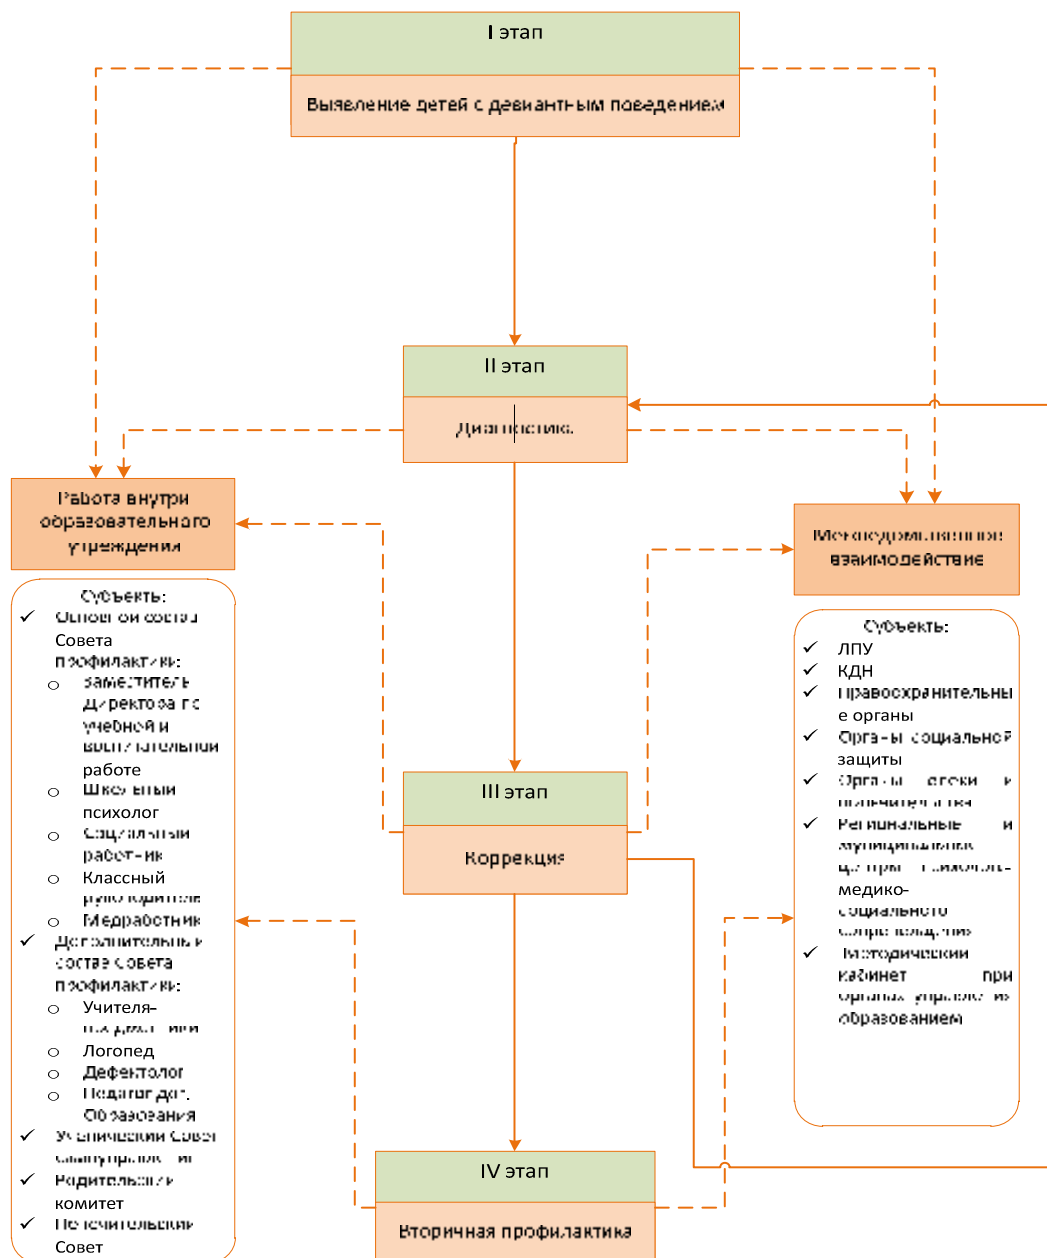 I этап
Выявление детей с девиантным поведением
II этап
Диагностика
Работа внутри
образовательного
учреждении
Межведомственное
взаимодействие
Субъекты:
Основной состав
Совета
профилактики:
Заместитель
Директора по
учебной и
воспитательной
работе
Школьный
психолог
Социальный
работник
Классный
руководитель
Медработник
Дополнительный
состав Совета
профилактики:
Учителя-
предметники
Логопед
Дефектолог
Педагог доп.
Образования
Ученический Совет
самоуправления
Родительский
комитет
Попечительский
Совет
Субъекты:
ЛПУ
КДН
Правоохранительны
е органы
Органы социальной
защиты
Органы опеки и
попечительства
Региональные и
муниципальные
центры психолого-
медико-
социального
сопровождения
Методический
кабинет при
органах управления
образованием
III этап
Коррекция
IV этап
Вторичная профилактика